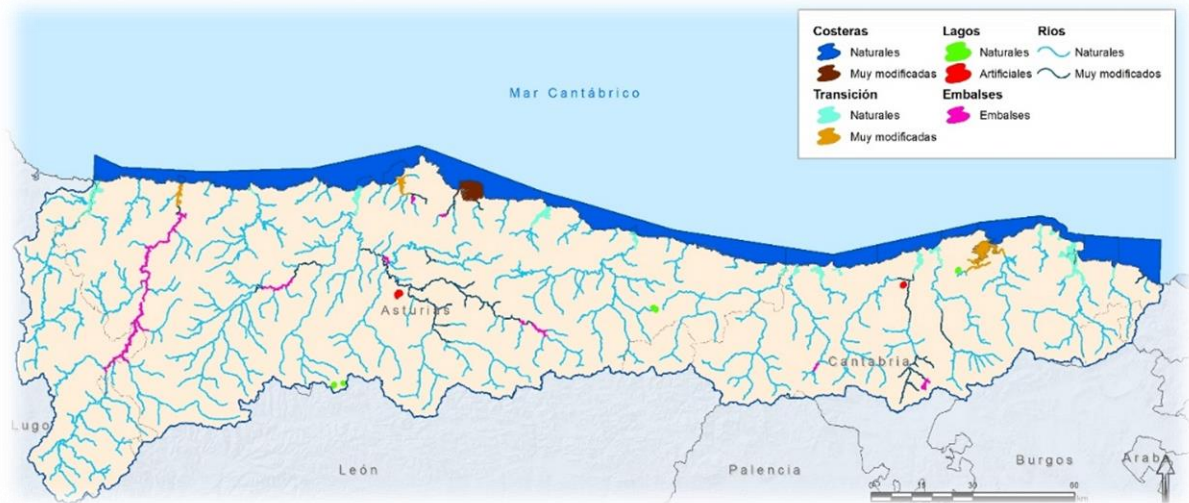 Costeras
Naturales
Muy modificadas
Transición
Naturales
Muy modificadas
Lagos
Naturales
Artificiales
Embalses
Embalses
Ríos
Naturales
Muy modificados
Mar Cantábrico
Asturias
Cantabria
Lugo
León
Palencia
Burgos
Araba